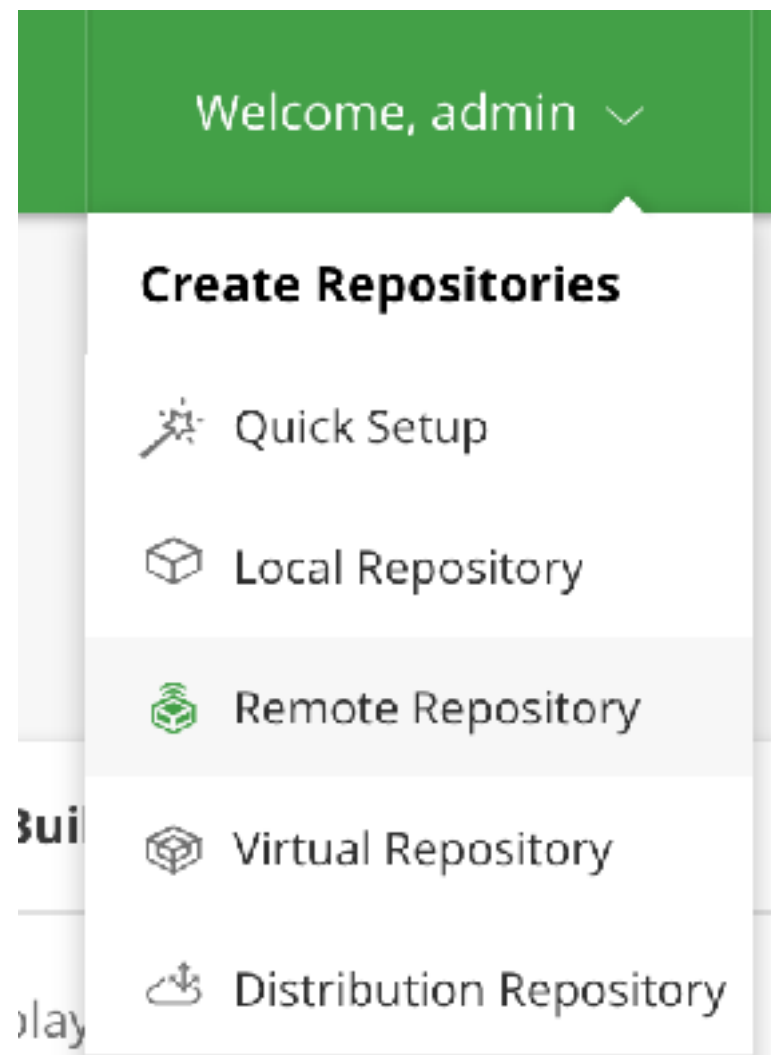 Welcome, admin
Create Repositories
Quick Setup
Local Repository
Remote Repository
Virtual Repository
Distribution Repository